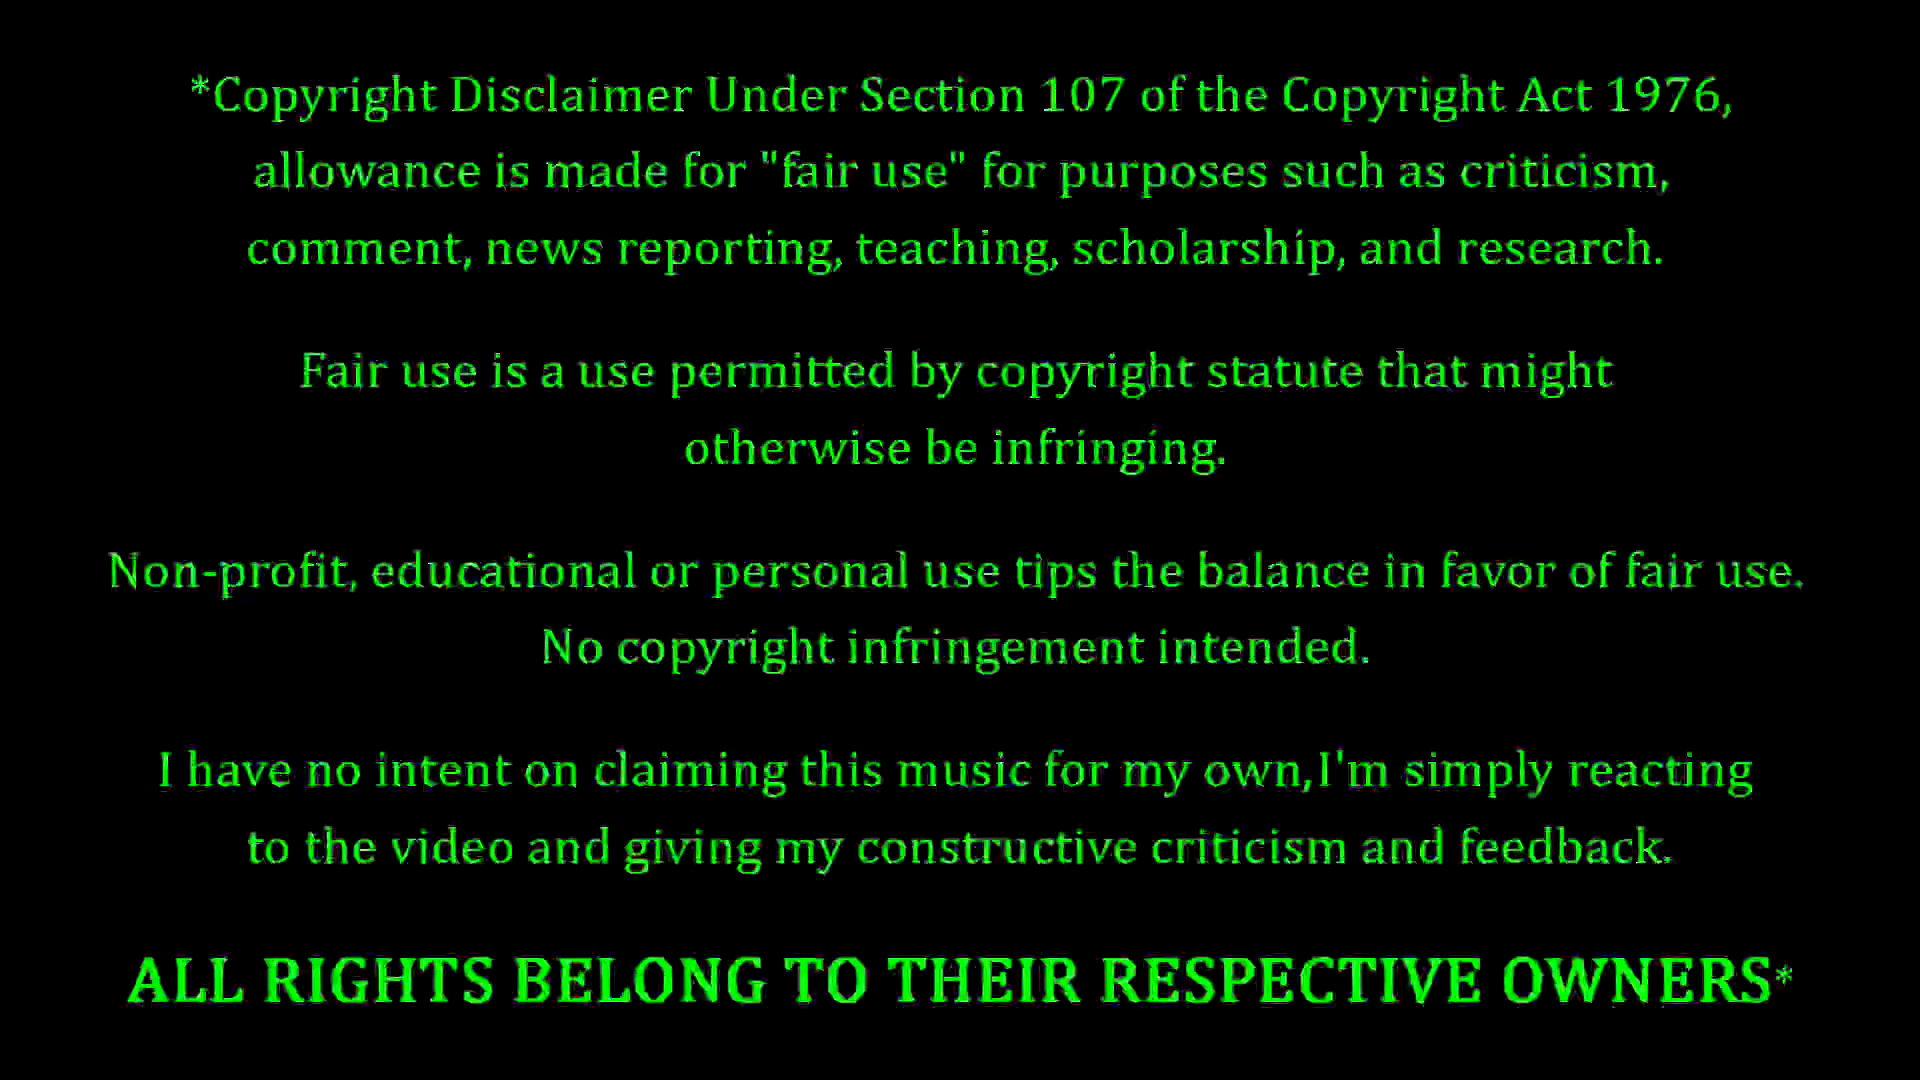 *Copyright Disclaimer Under Section 107 of the Copyright Act 1976,
allowance is made for "fair use" for purposes such as criticism,
comment, news reporting, teaching, scholarship, and research.
Fair use is a use permitted by copyright statute that might
otherwise be infringing.
Non-profit, educational or personal use tips the balance in favor of fair use.
No copyright infringement intended.
I have no intent on claiming this music for my own,I'm simply reacting
to the video and giving my constructive criticism and feedback.
ALL RIGHTS BELONG TO THEIR RESPECTIVE OWNERS*